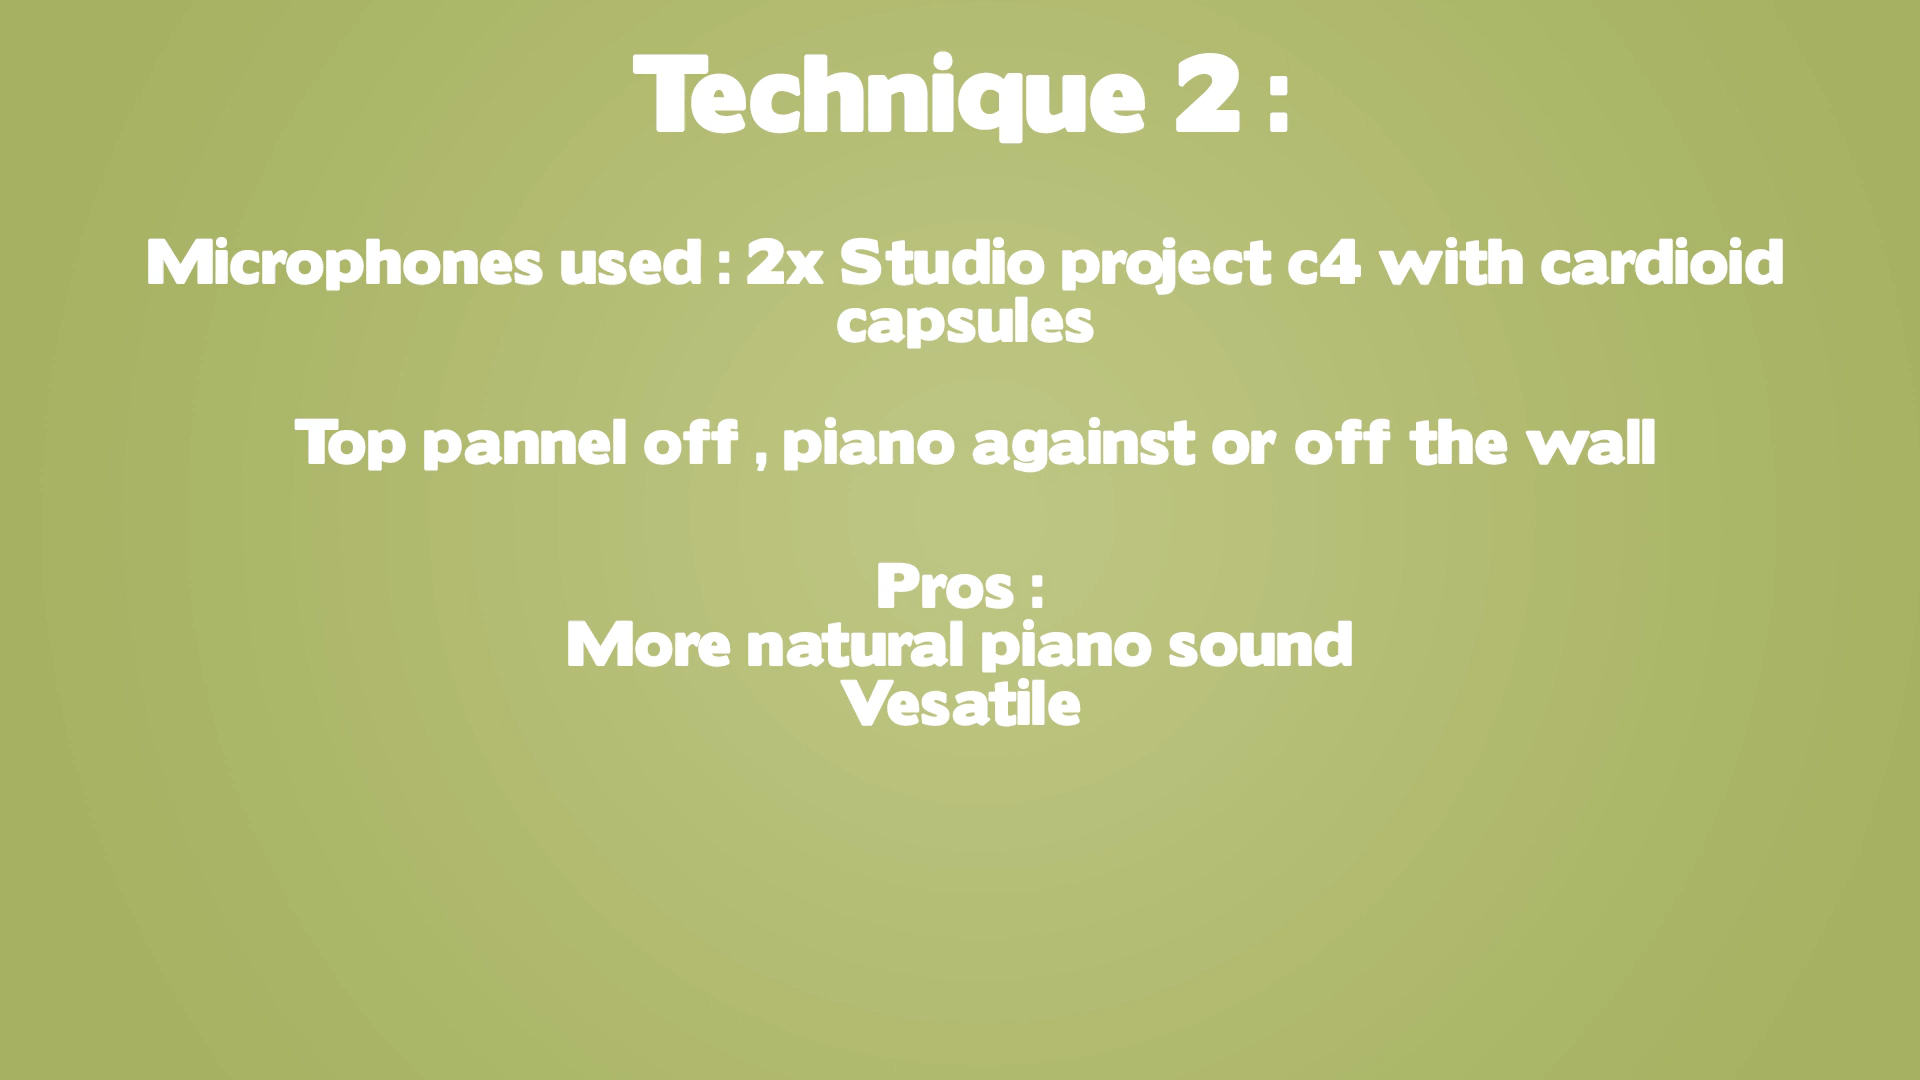 Technique 2 :
Microphones used : 2x Studio project c4 with cardioid
capsules
Top pannel off , piano against or off the wall
Pros :
More natural piano sound
Vesatile